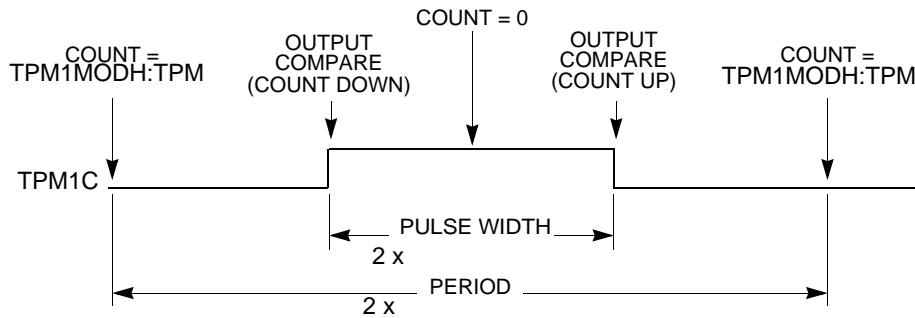 COUNT = 0
COUNT =
TPM1MODH:TPM
OUTPUT
COMPARE
(COUNT DOWN)
OUTPUT
COMPARE
(COUNT UP)
COUNT =
TPM1MODH:TPM
TPM1C
PULSE WIDTH
2 x
PERIOD
2 x